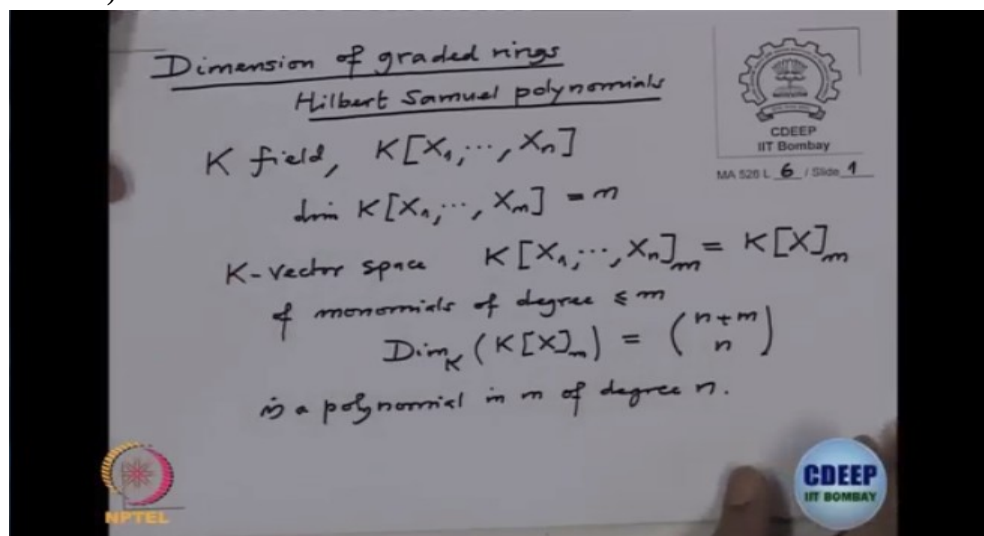 Dimension of graded rings
Hilbert Samuel polynomials
CDEEP
IIT Bombay
MA 526 L 6 / Slide 1
K field, K[X₁,⋯,Xₙ]
dim K[X₁,⋯,Xₙ] = n
K-vector space K[X₁,⋯,Xₙ]ₘ = K[X]ₘ
of monomials of degree ≤ m
Dim_K (K[X]ₘ) = (n+m n)
is a polynomial in m of degree n.
NPTEL
CDEEP
IIT BOMBAY